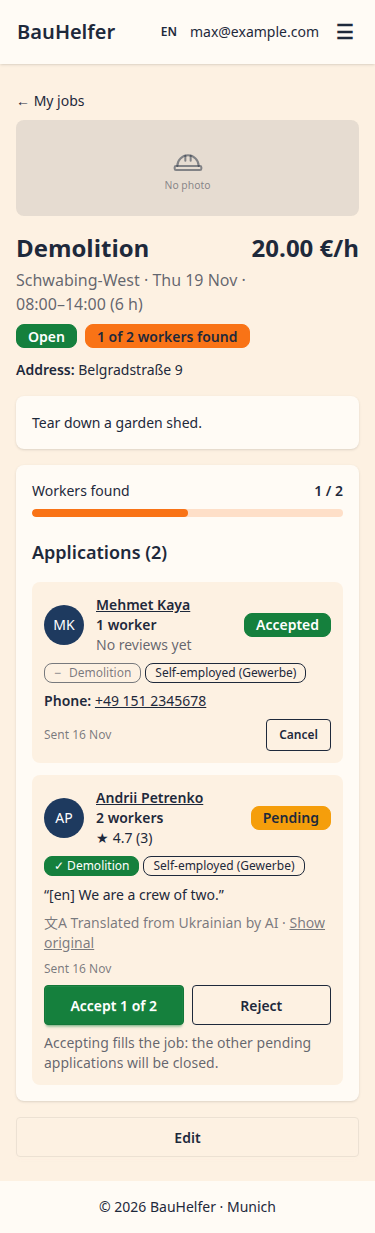 BauHelfer EN max@example.com ☰
← My jobs
No photo
Demolition 20.00 €/h
Schwabing-West · Thu 19 Nov ·
08:00–14:00 (6 h)
Open 1 of 2 workers found
Address: Belgradstraße 9
Tear down a garden shed.
Workers found 1 / 2
Applications (2)
MK Mehmet Kaya
1 worker Accepted
No reviews yet
– Demolition Self-employed (Gewerbe)
Phone: +49 151 2345678
Sent 16 Nov Cancel
AP Andrii Petrenko
2 workers Pending
★ 4.7 (3)
✓ Demolition Self-employed (Gewerbe)
“[en] We are a crew of two.”
文A Translated from Ukrainian by AI · Show
original
Sent 16 Nov
Accept 1 of 2 Reject
Accepting fills the job: the other pending
applications will be closed.
Edit
© 2026 BauHelfer · Munich